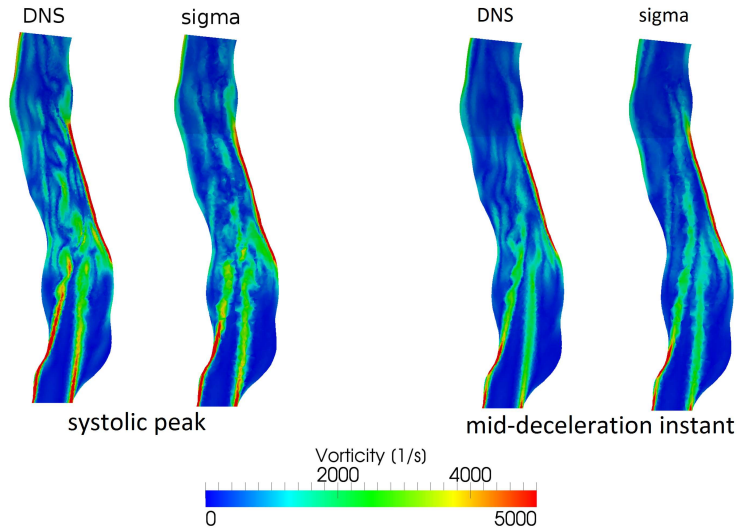 DNS sigma DNS sigma
systolic peak mid-deceleration instant
Vorticity (1/s)
2000 4000
0 5000